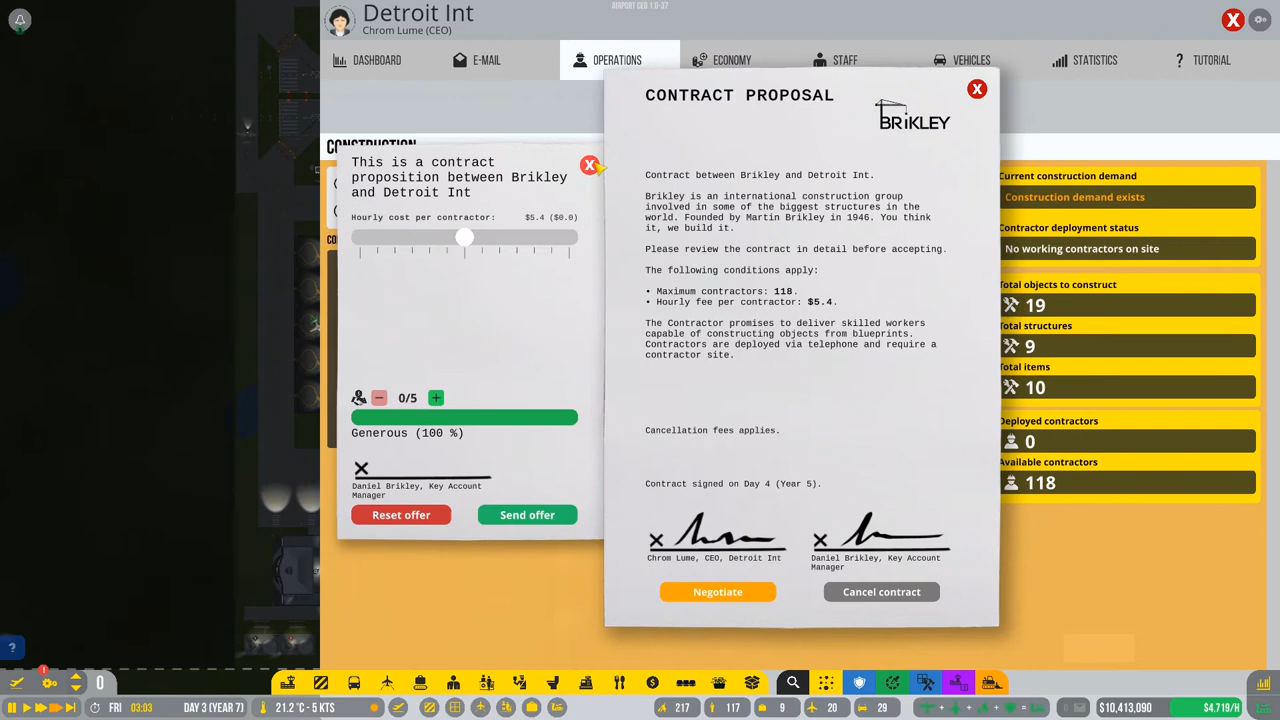 AIRPORT CEO 1.0-37
Detroit Int
Chrom Lume (CEO)
X
DASHBOARD
E-MAIL
OPERATIONS
ECONOMY
STAFF
VEHICLES
STATISTICS
? TUTORIAL
CONSTRUCTION
This is a contract
proposition between Brikley
and Detroit Int
X
Hourly cost per contractor: $5.4 ($0.0)
- 0/5 +
Generous (100 %)
Daniel Brikley, Key Account
Manager
Reset offer
Send offer
X
CONTRACT PROPOSAL
BRIKLEY
Contract between Brikley and Detroit Int.
Brikley is an international construction group
involved in some of the biggest structures in the
world. Founded by Martin Brikley in 1946. You think
it, we build it.
Please review the contract in detail before accepting.
The following conditions apply:
• Maximum contractors: 118.
• Hourly fee per contractor: $5.4.
The Contractor promises to deliver skilled workers
capable of constructing objects from blueprints.
Contractors are deployed via telephone and require a
contractor site.
Cancellation fees applies.
Contract signed on Day 4 (Year 5).
Chrom Lume, CEO, Detroit Int
Daniel Brikley, Key Account
Manager
Negotiate
Cancel contract
Current construction demand
Construction demand exists
Contractor deployment status
No working contractors on site
Total objects to construct
19
Total structures
9
Total items
10
Deployed contractors
0
Available contractors
118
?
!
0
FRI 03:03 DAY 3 (YEAR 7)
21.2°C - 5 KTS
217
117
9
20
29
$10,413,090
$4,719/H